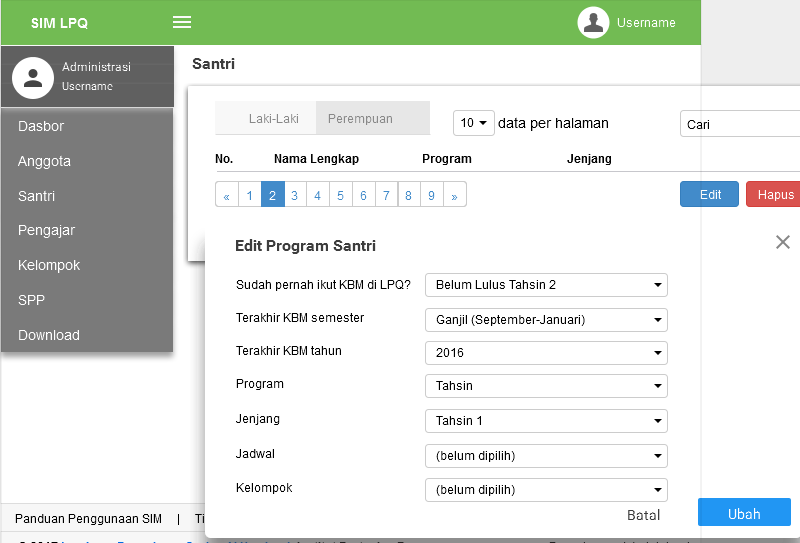 SIM LPQ
Username
Administrasi
Username
Dasbor
Anggota
Santri
Pengajar
Kelompok
SPP
Download
Santri
Laki-Laki
Perempuan
10 data per halaman
Cari
No. Nama Lengkap Program Jenjang
« 1 2 3 4 5 6 7 8 9 »
Edit
Hapus
Edit Program Santri
Sudah pernah ikut KBM di LPQ? Belum Lulus Tahsin 2
Terakhir KBM semester Ganjil (September-Januari)
Terakhir KBM tahun 2016
Program Tahsin
Jenjang Tahsin 1
Jadwal (belum dipilih)
Kelompok (belum dipilih)
Batal
Ubah
Panduan Penggunaan SIM | Ti